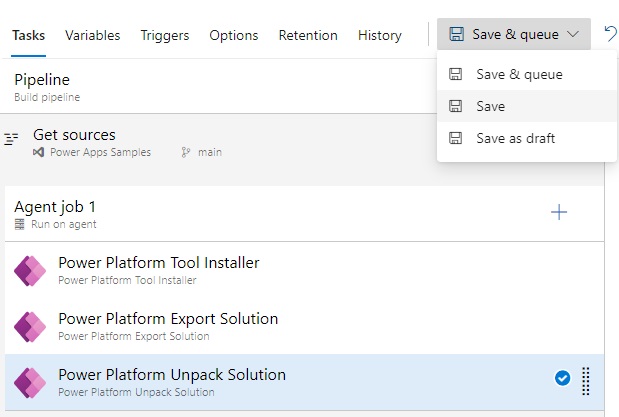 Tasks Variables Triggers Options Retention History Save & queue
Save & queue
Save
Save as draft
Pipeline
Build pipeline
Get sources
Power Apps Samples main
Agent job 1
Run on agent
Power Platform Tool Installer
Power Platform Tool Installer
Power Platform Export Solution
Power Platform Export Solution
Power Platform Unpack Solution
Power Platform Unpack Solution